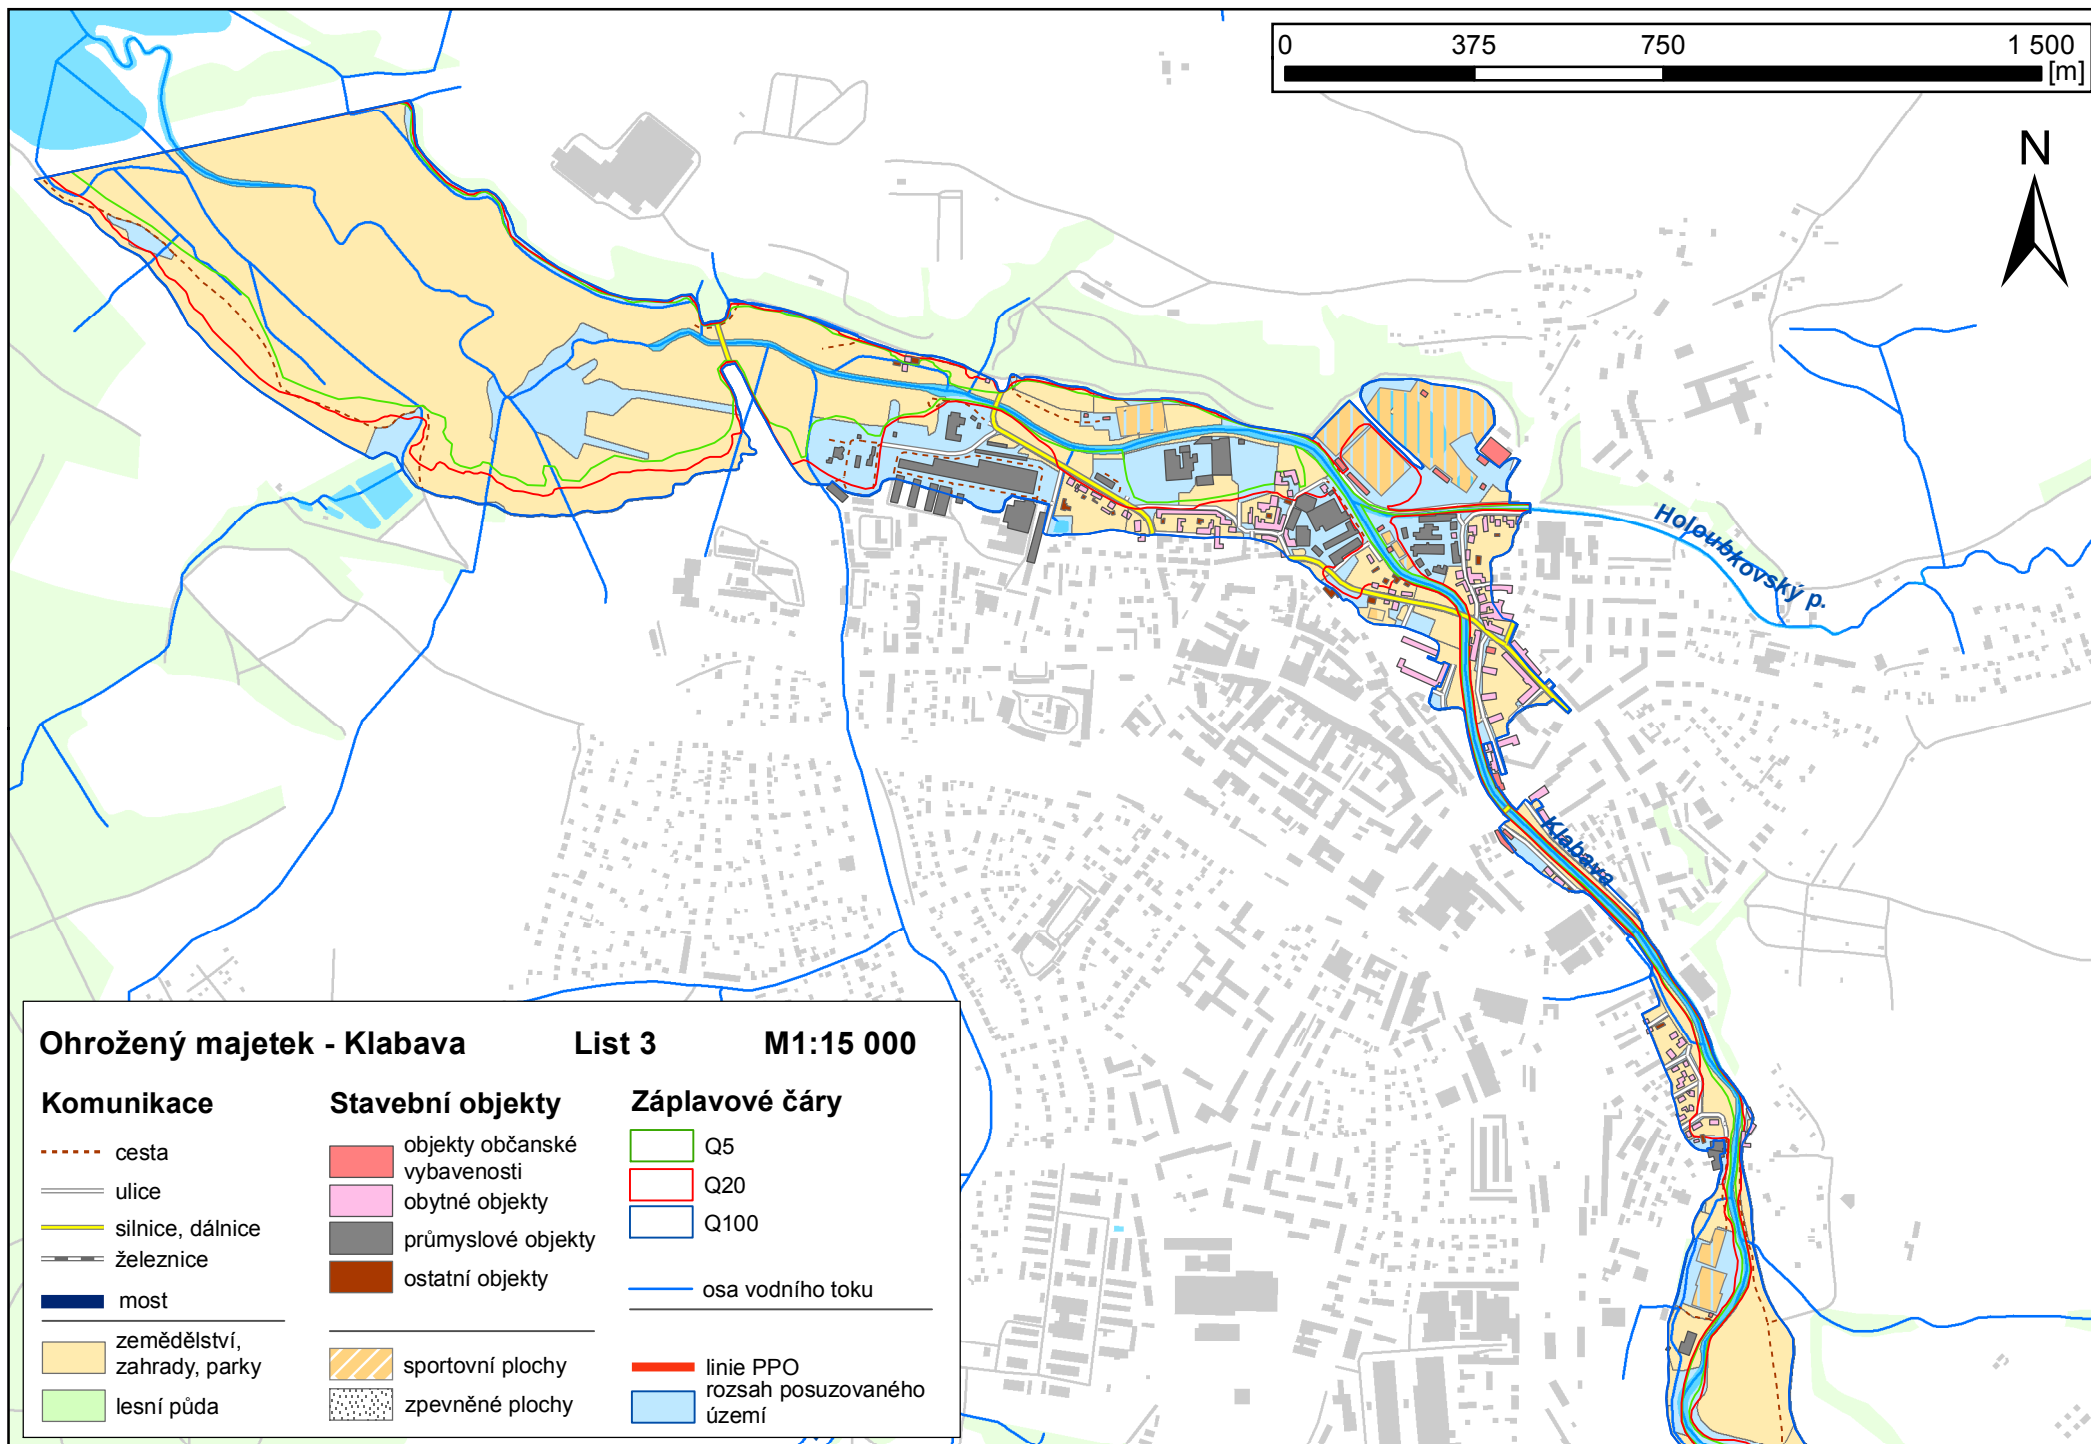 0 375 750 1 500
[m]
N
Holoubkovský p.
Klabava
Ohrožený majetek - Klabava List 3 M1:15 000
Komunikace
cesta
ulice
silnice, dálnice
železnice
most
zemědělství,
zahrady, parky
lesní půda
Stavební objekty
objekty občanské
vybavenosti
obytné objekty
průmyslové objekty
ostatní objekty
sportovní plochy
zpevněné plochy
Záplavové čáry
Q5
Q20
Q100
osa vodního toku
linie PPO
rozsah posuzovaného
území